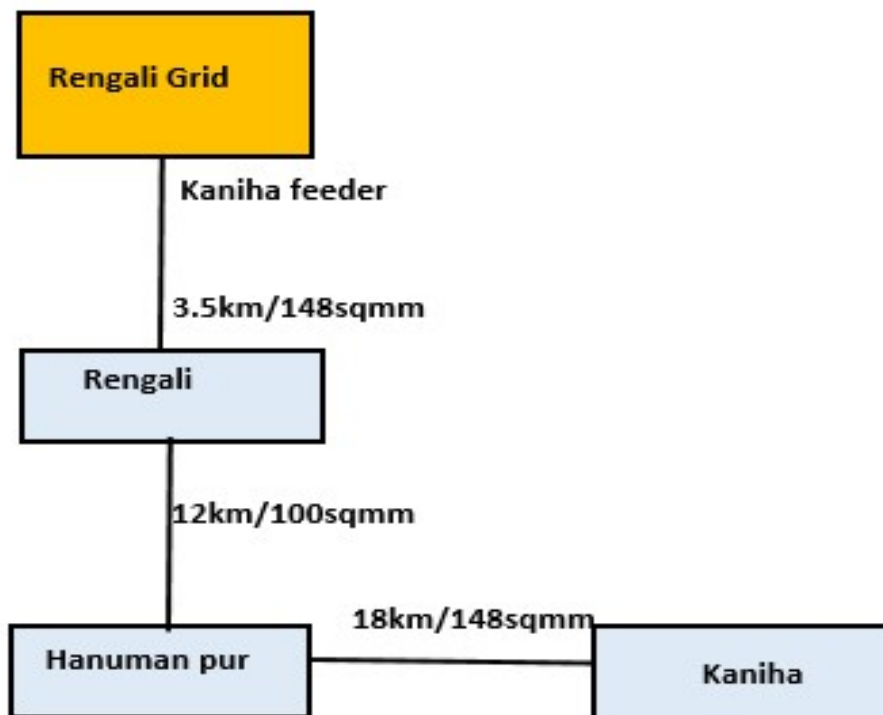 Rengali Grid
Kaniha feeder
3.5km/148sqmm
Rengali
12km/100sqmm
18km/148sqmm
Hanuman pur
Kaniha